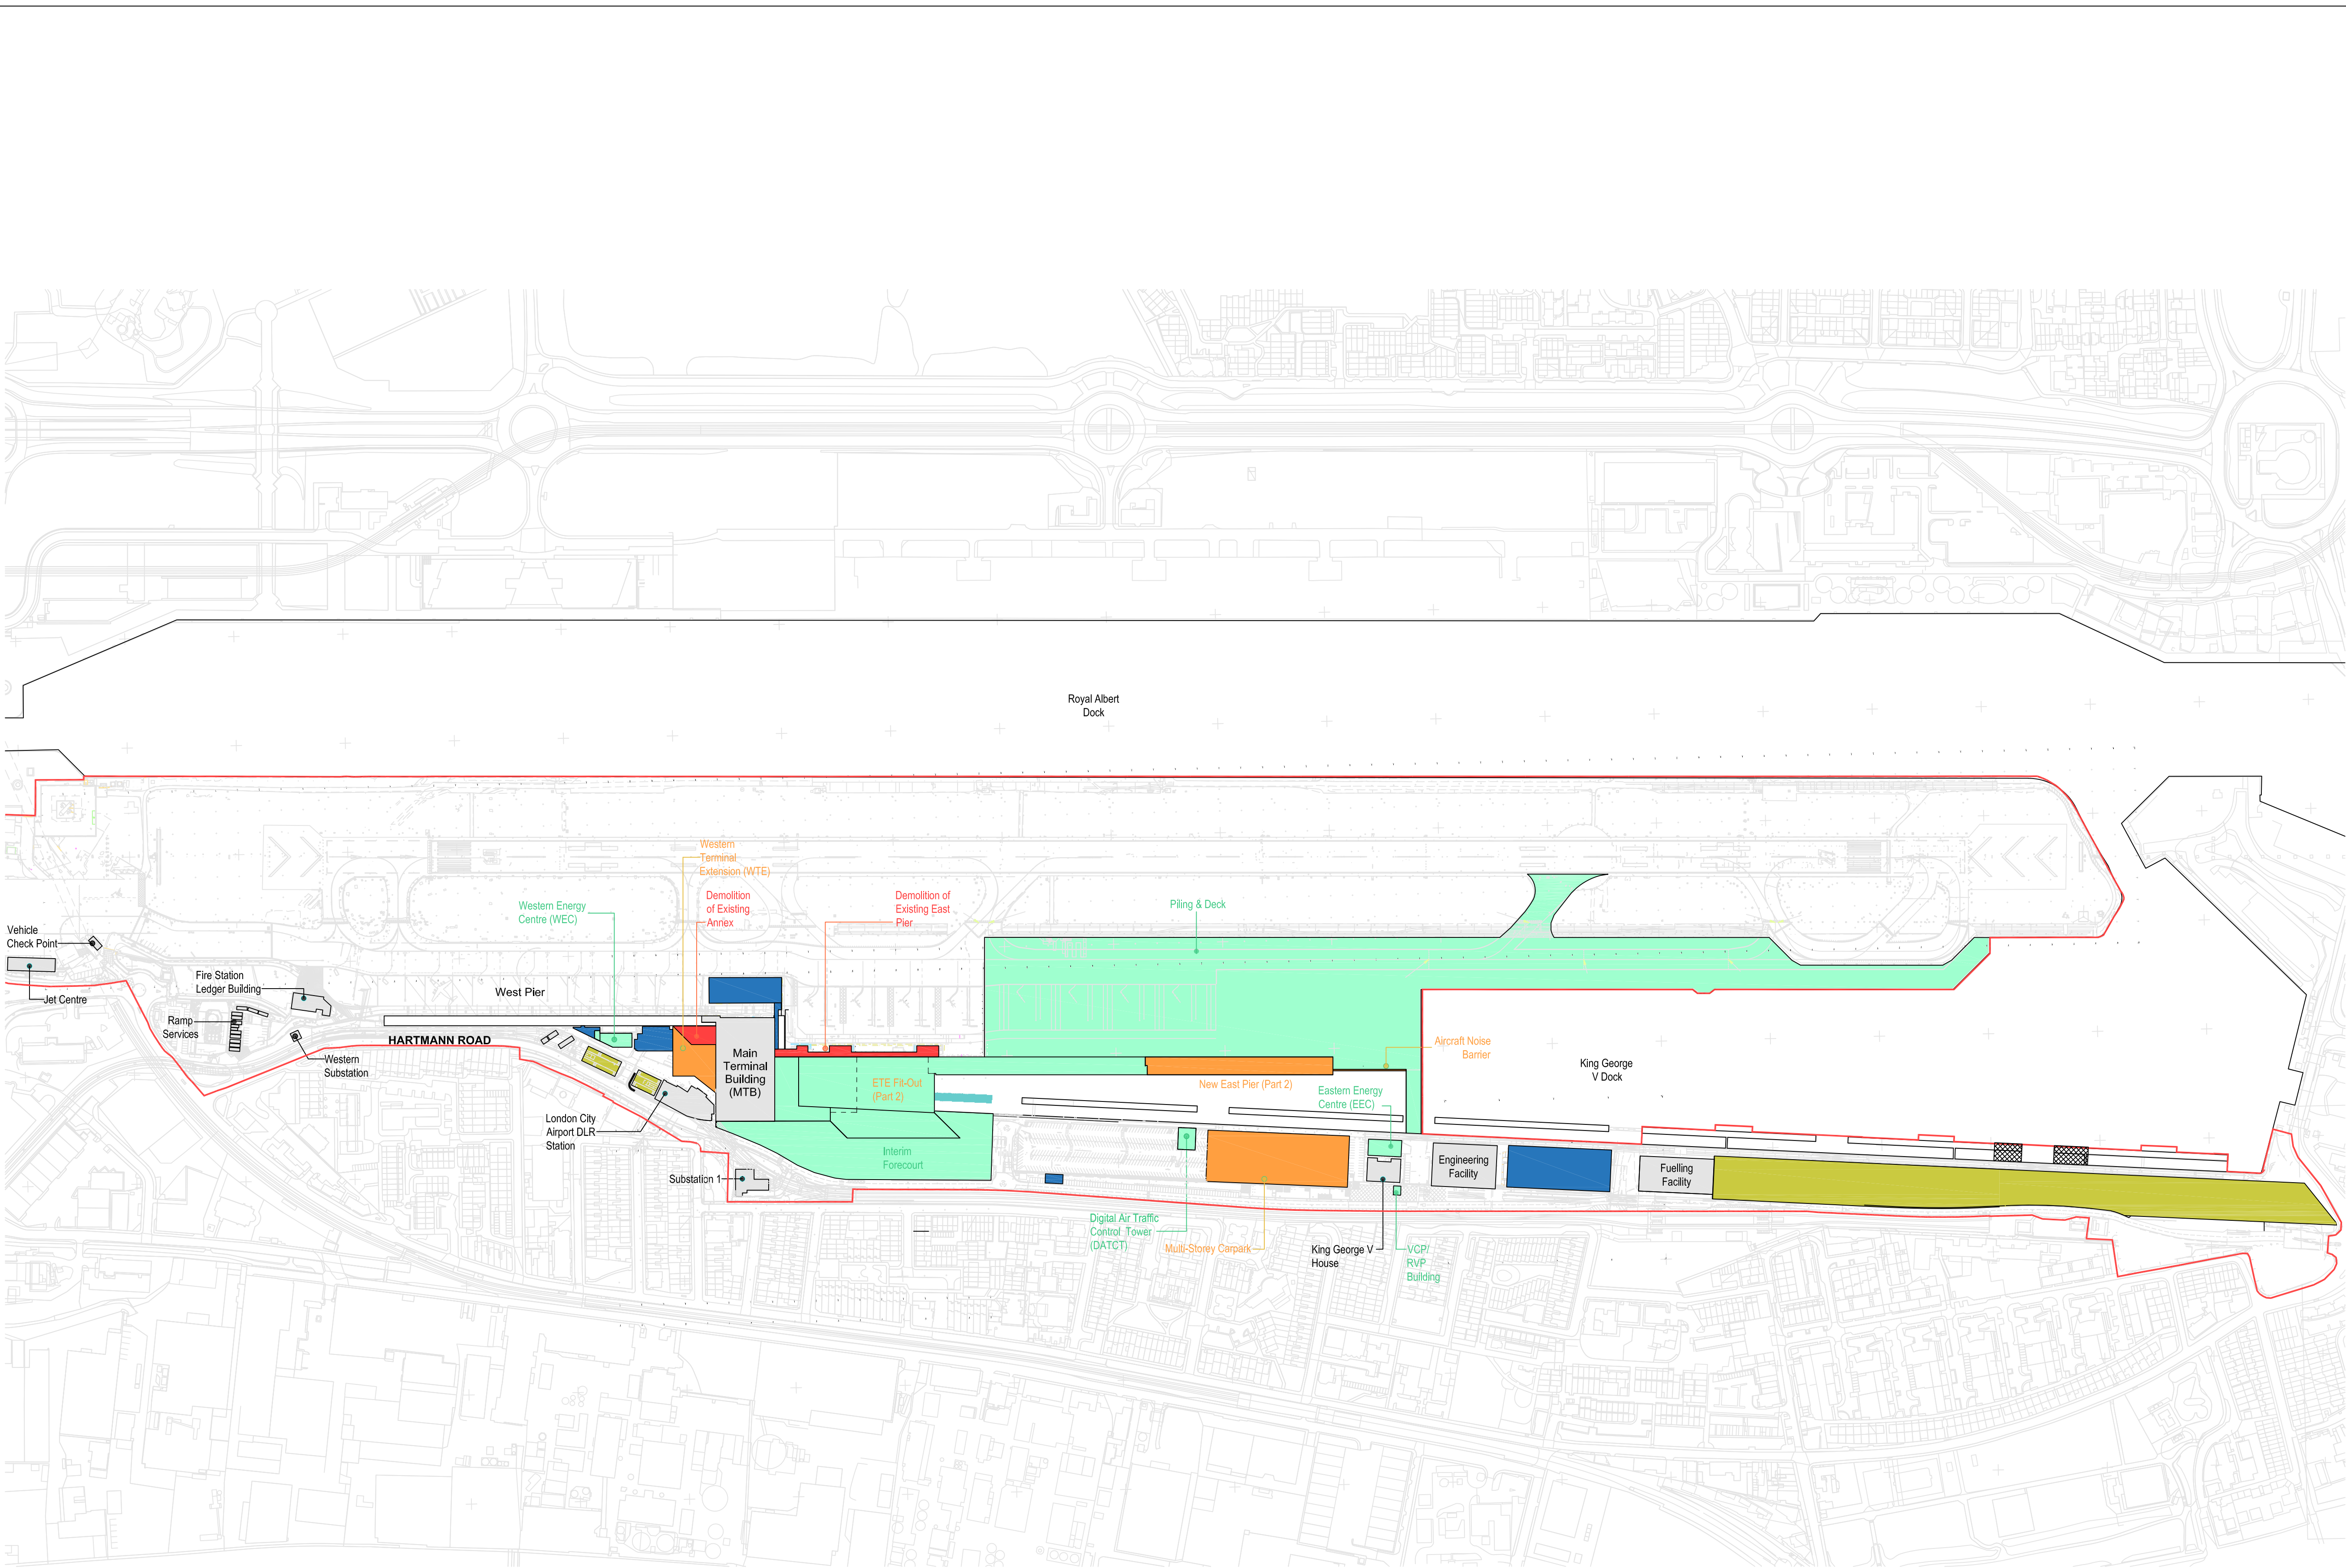 Royal Albert
Dock
Western
Terminal
Extension (WTE)
Demolition
of Existing
Annex
Demolition of
Existing East
Pier
Western Energy
Centre (WEC)
Piling & Deck
Vehicle
Check Point
Jet Centre
Fire Station
Ledger Building
West Pier
Ramp
Services
HARTMANN ROAD
Western
Substation
Main
Terminal
Building
(MTB)
ETE Fit-Out
(Part 2)
Aircraft Noise
Barrier
New East Pier (Part 2)
King George
V Dock
Eastern Energy
Centre (EEC)
London City
Airport DLR
Station
Interim
Forecourt
Substation 1
Engineering
Facility
Fuelling
Facility
Digital Air Traffic
Control Tower
(DATCT)
Multi-Storey Carpark
King George V
House
VCP/
RVP
Building